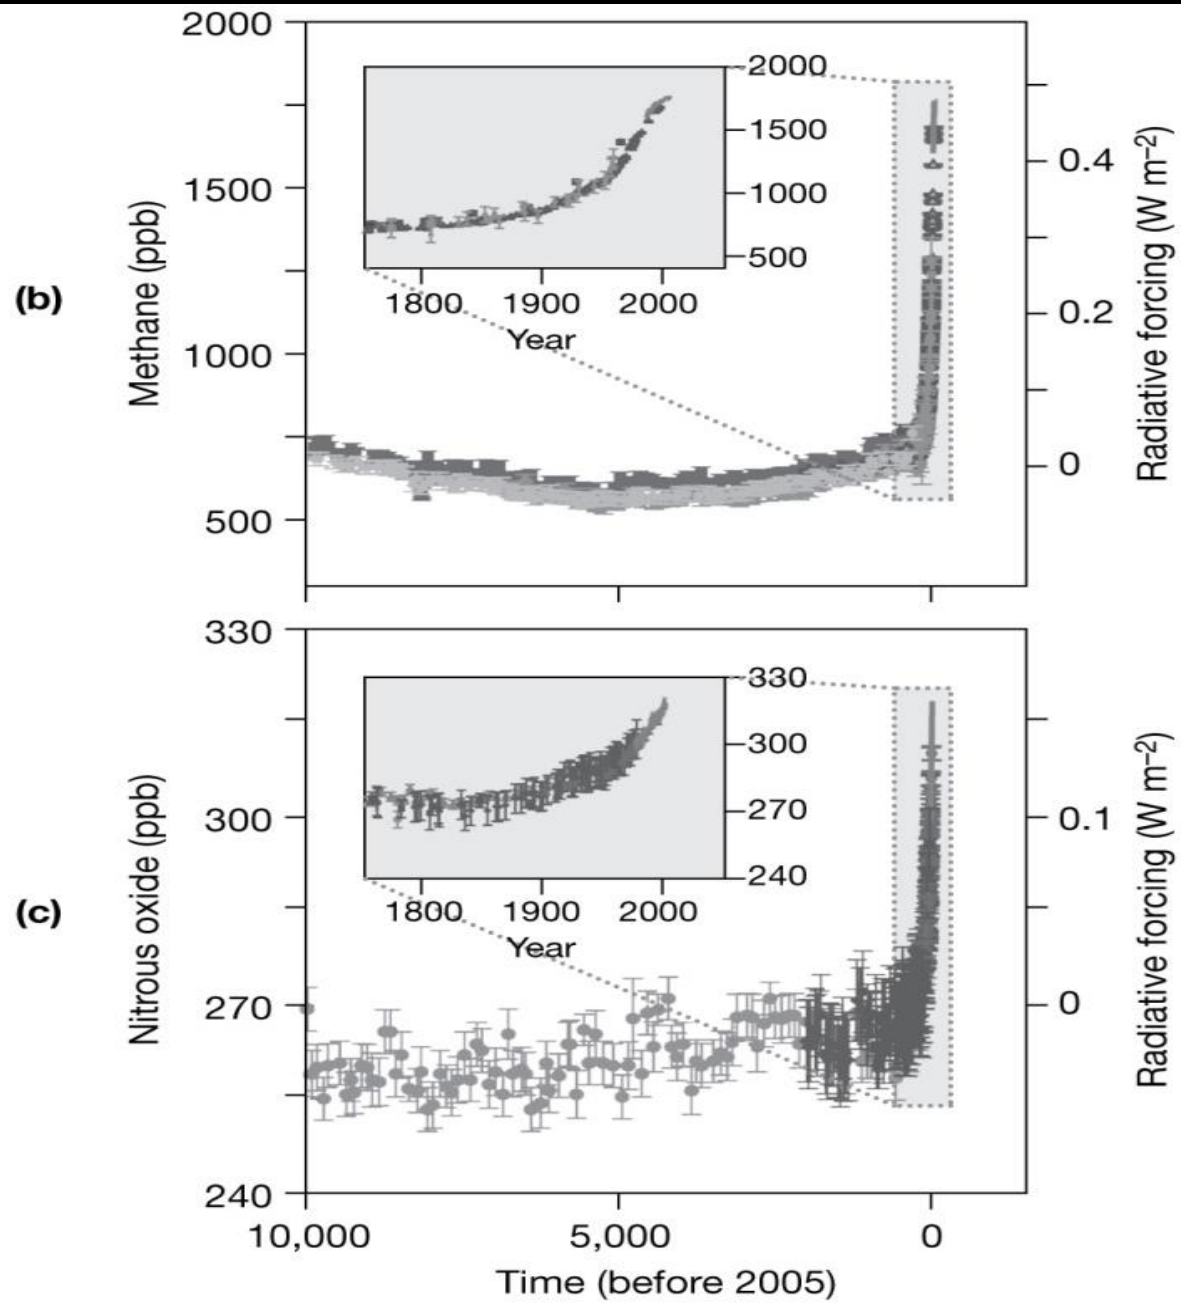 (b)
Methane (ppb)
2000
1500
1000
500
2000
1500
1000
500
1800 1900 2000
Year
0.4
0.2
0
Radiative forcing (W m–2)
(c)
Nitrous oxide (ppb)
330
300
270
240
330
300
270
240
1800 1900 2000
Year
0.1
0
Radiative forcing (W m–2)
10,000 5,000 0
Time (before 2005)